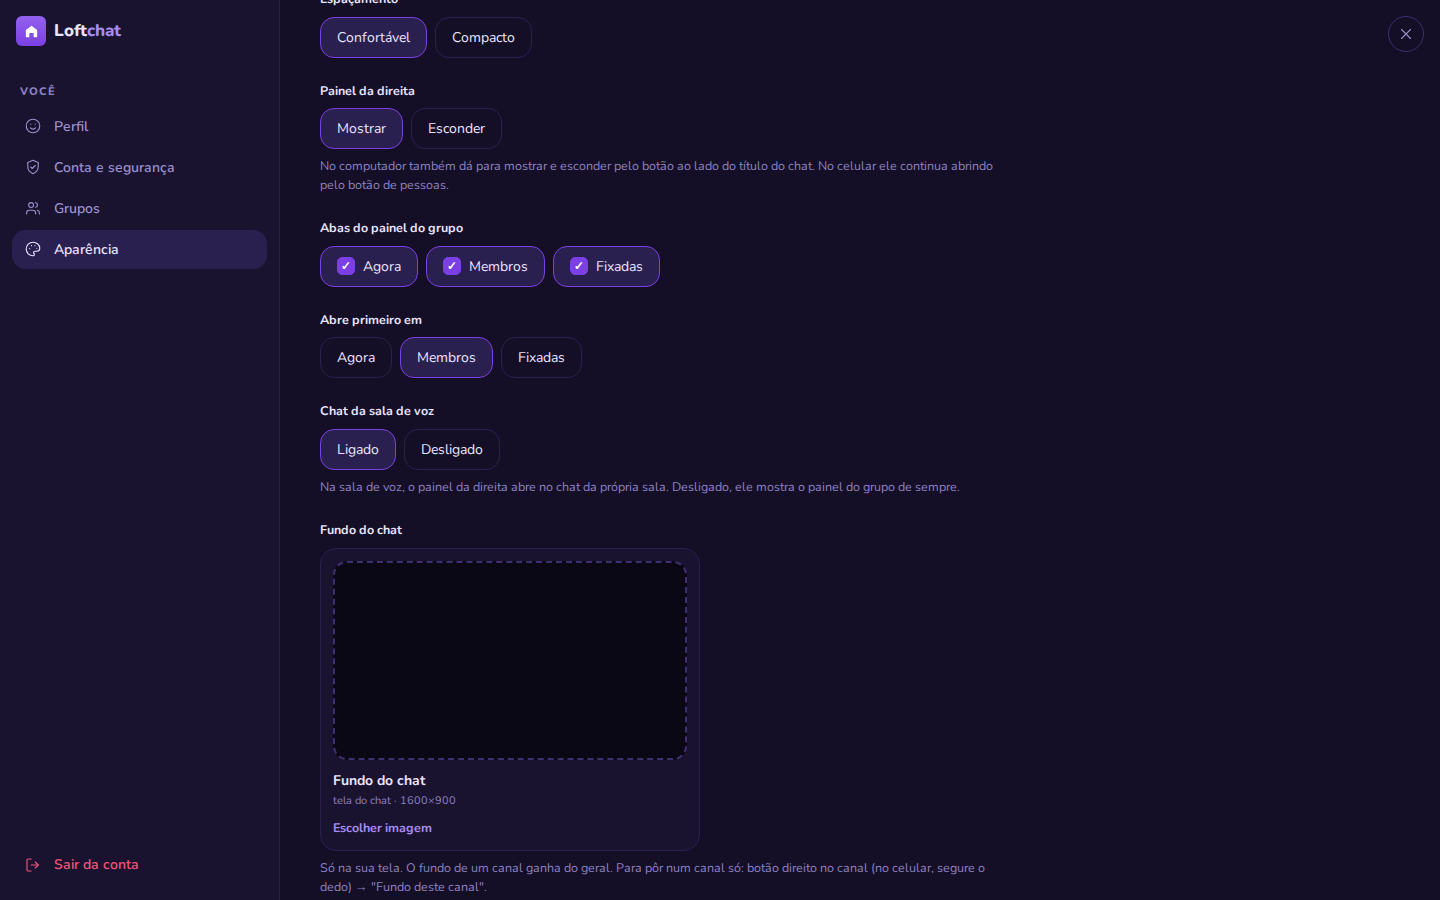 Loftchat
VOCÊ
Perfil
Conta e segurança
Grupos
Aparência
Sair da conta
Espaçamento
Confortável
Compacto
Painel da direita
Mostrar
Esconder
No computador também dá para mostrar e esconder pelo botão ao lado do título do chat. No celular ele continua abrindo
pelo botão de pessoas.
Abas do painel do grupo
Agora
Membros
Fixadas
Abre primeiro em
Agora
Membros
Fixadas
Chat da sala de voz
Ligado
Desligado
Na sala de voz, o painel da direita abre no chat da própria sala. Desligado, ele mostra o painel do grupo de sempre.
Fundo do chat
Fundo do chat
tela do chat · 1600×900
Escolher imagem
Só na sua tela. O fundo de um canal ganha do geral. Para pôr num canal só: botão direito no canal (no celular, segure o
dedo) → "Fundo deste canal".